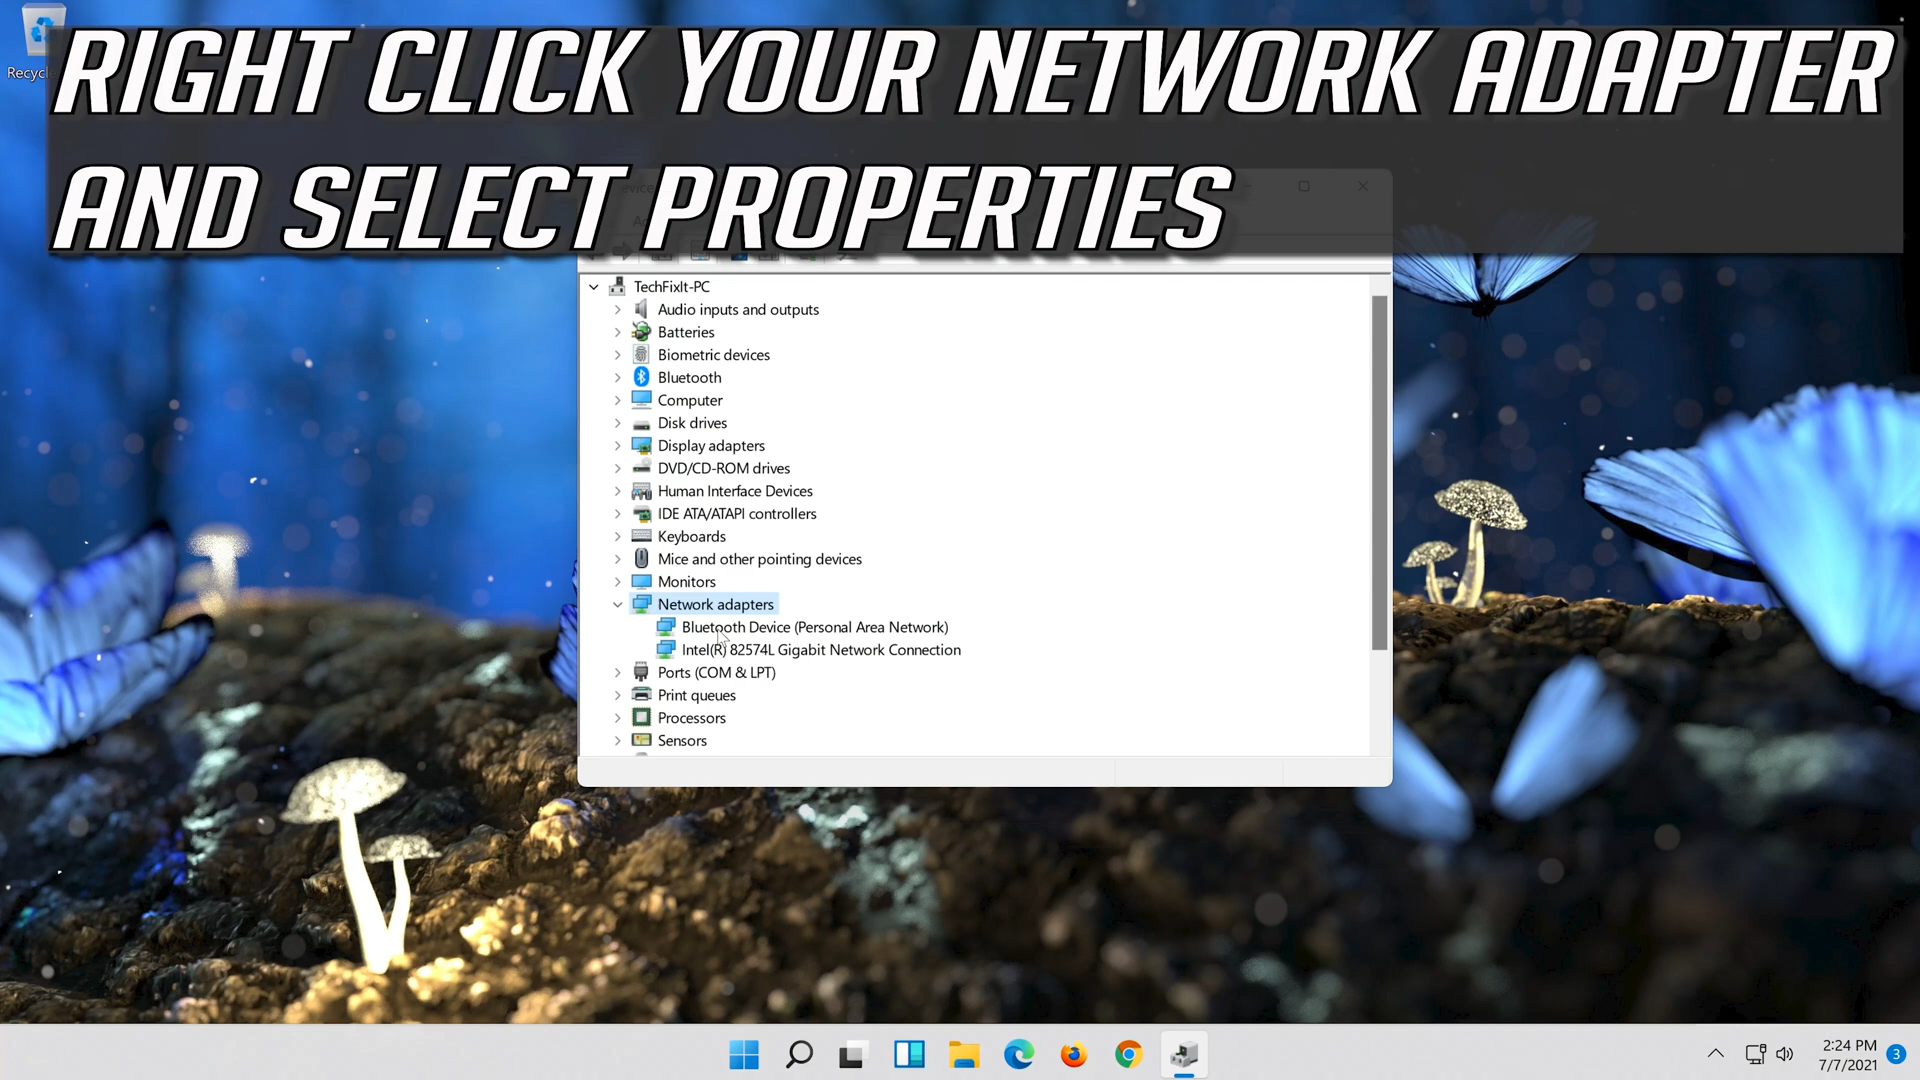 RIGHT CLICK YOUR NETWORK ADAPTER
AND SELECT PROPERTIES
TechFixIt-PC
Audio inputs and outputs
Batteries
Biometric devices
Bluetooth
Computer
Disk drives
Display adapters
DVD/CD-ROM drives
Human Interface Devices
IDE ATA/ATAPI controllers
Keyboards
Mice and other pointing devices
Monitors
Network adapters
Bluetooth Device (Personal Area Network)
Intel(R) 82574L Gigabit Network Connection
Ports (COM & LPT)
Print queues
Processors
Sensors
2:24 PM
7/7/2021
3